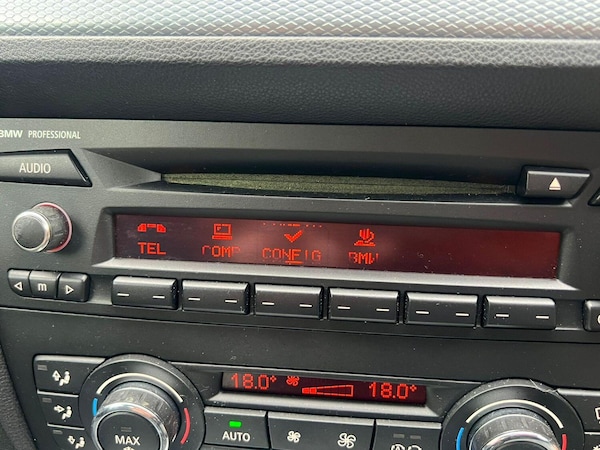 BMW PROFESSIONAL
AUDIO
TEL COMP CONFIG BMW
m
18.0° 18.0°
MAX
AUTO